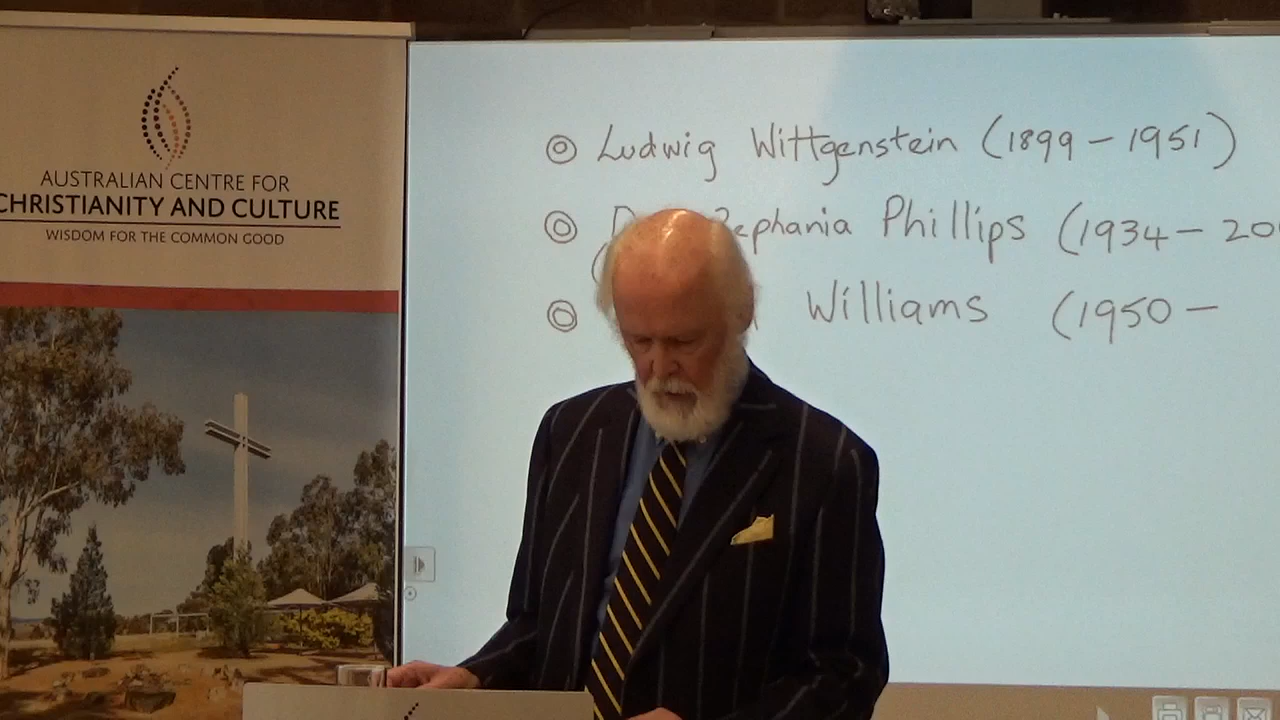 AUSTRALIAN CENTRE FOR
CHRISTIANITY AND CULTURE
WISDOM FOR THE COMMON GOOD
Ludwig Wittgenstein (1899 – 1951)
Phillips (1934 – 20
Williams (1950 –